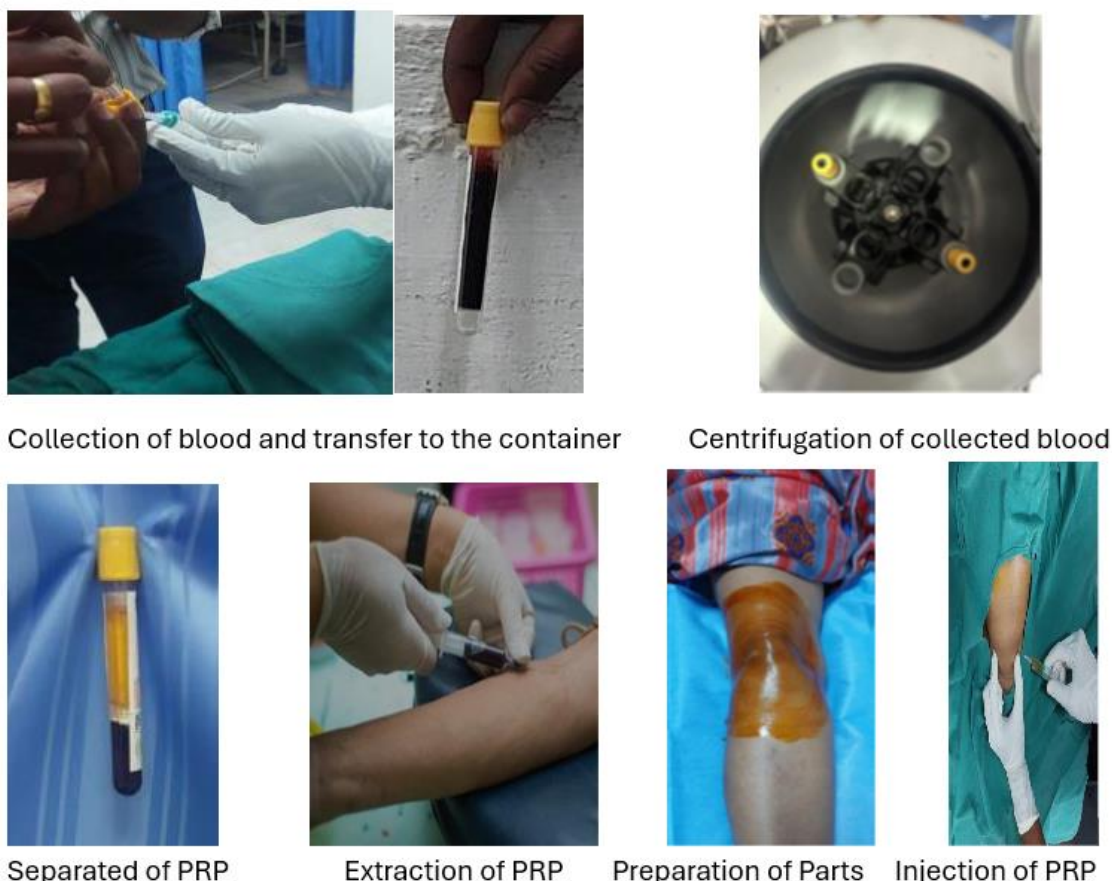 Collection of blood and transfer to the container
Centrifugation of collected blood
Separated of PRP
Extraction of PRP
Preparation of Parts
Injection of PRP